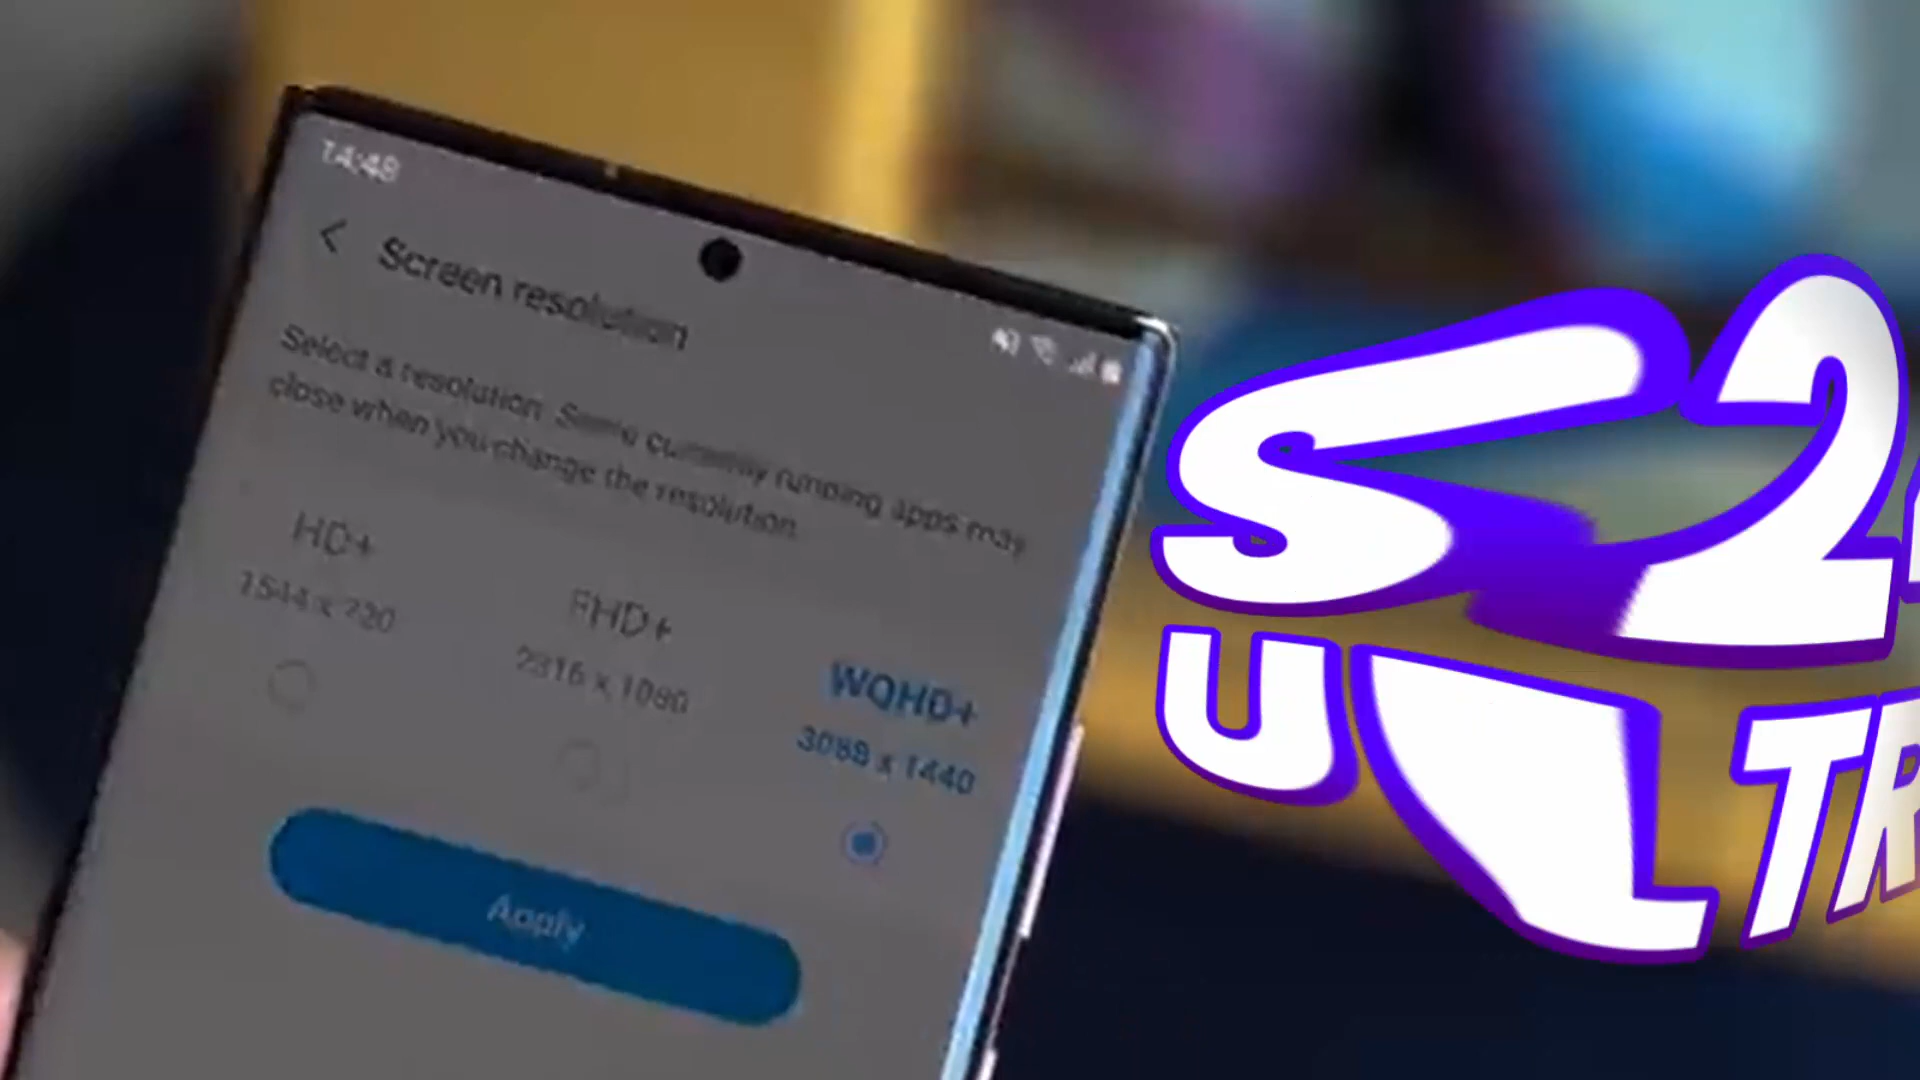 14:48
Screen resolution
Select a resolution. Some currently running apps may
close when you change the resolution.
HD+
FHD+
WQHD+
1544 x 720
2316 x 1080
3088 x 1440
Apply
S2
ULTR